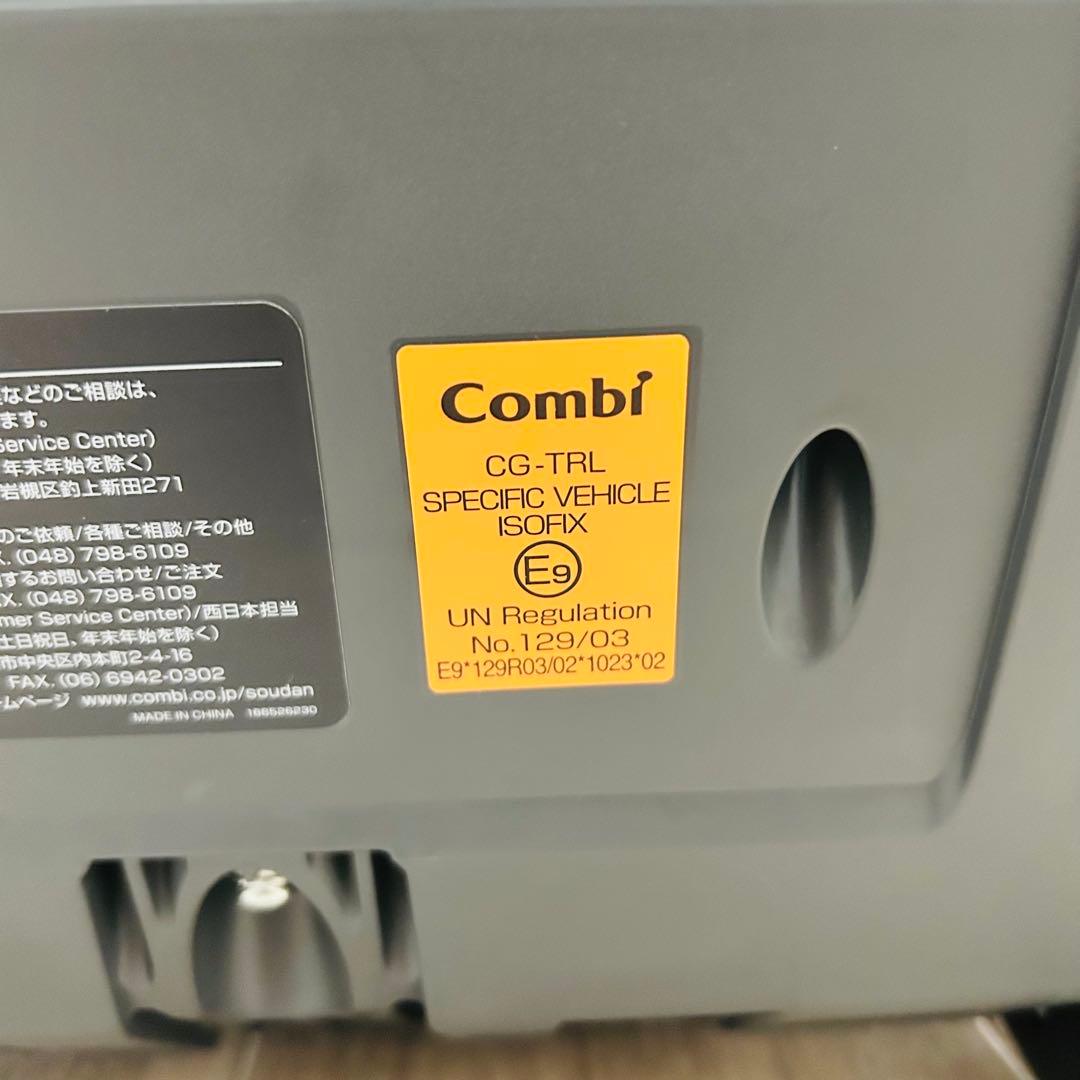 などのご相談は、
ます。
Service Center)
年末年始を除く)
岩槻区釣上新田271
のご依頼/各種ご相談/その他
X. (048) 798-6109
するお問い合わせ/ご注文
AX. (048) 798-6109
mer Service Center)/西日本担当
土日祝日、年末年始を除く)
市中央区内本町2-4-16
FAX. (06) 6942-0302
ームページ www.combi.co.jp/soudan
MADE IN CHINA 166526230
Combi
CG-TRL
SPECIFIC VEHICLE
ISOFIX
E9
UN Regulation
No.129/03
E9*129R03/02*1023*02